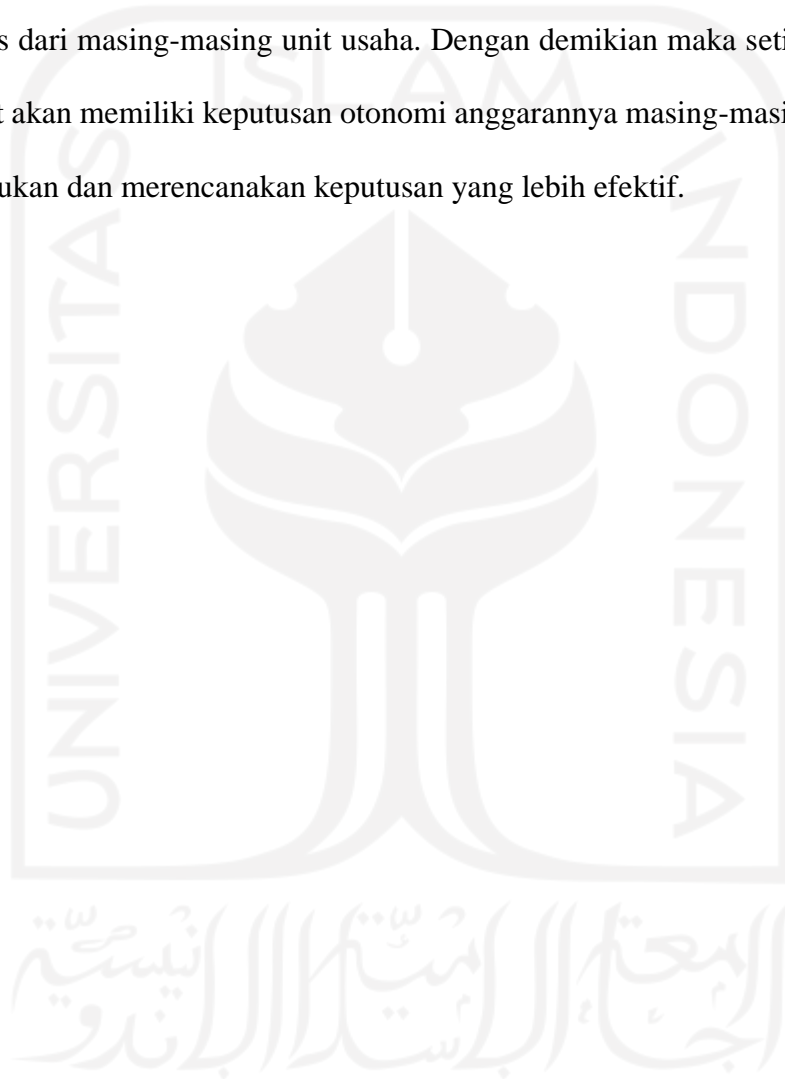 s dari masing-masing unit usaha. Dengan demikian maka seti
t akan memiliki keputusan otonomi anggarannya masing-masi
ukan dan merencanakan keputusan yang lebih efektif.
ISLAM
UNIVERSITAS
INDONESIA